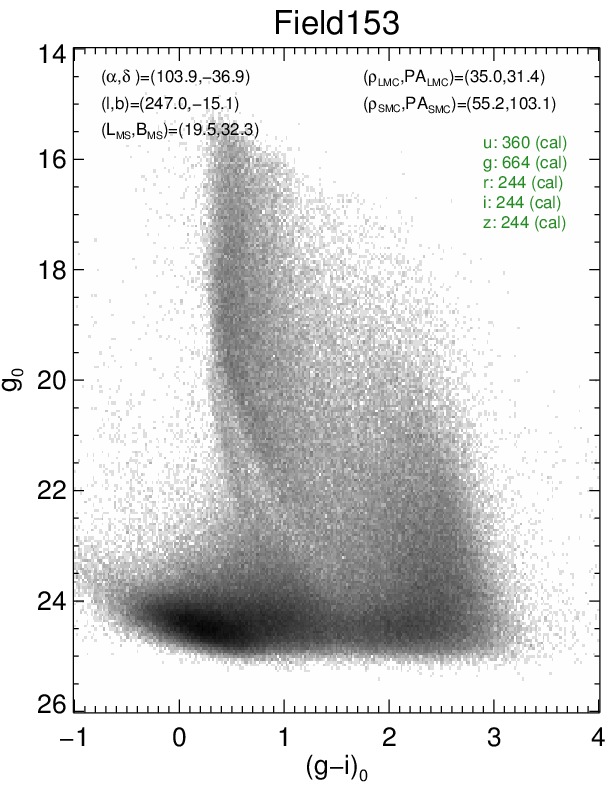 Field153
(α,δ )=(103.9,−36.9)
(l,b)=(247.0,−15.1)
(LMS,BMS)=(19.5,32.3)
(ρLMC,PALMC)=(35.0,31.4)
(ρSMC,PASMC)=(55.2,103.1)
u: 360 (cal)
g: 664 (cal)
r: 244 (cal)
i: 244 (cal)
z: 244 (cal)
14
16
18
20
22
24
26
g0
−1 0 1 2 3 4
(g−i)0